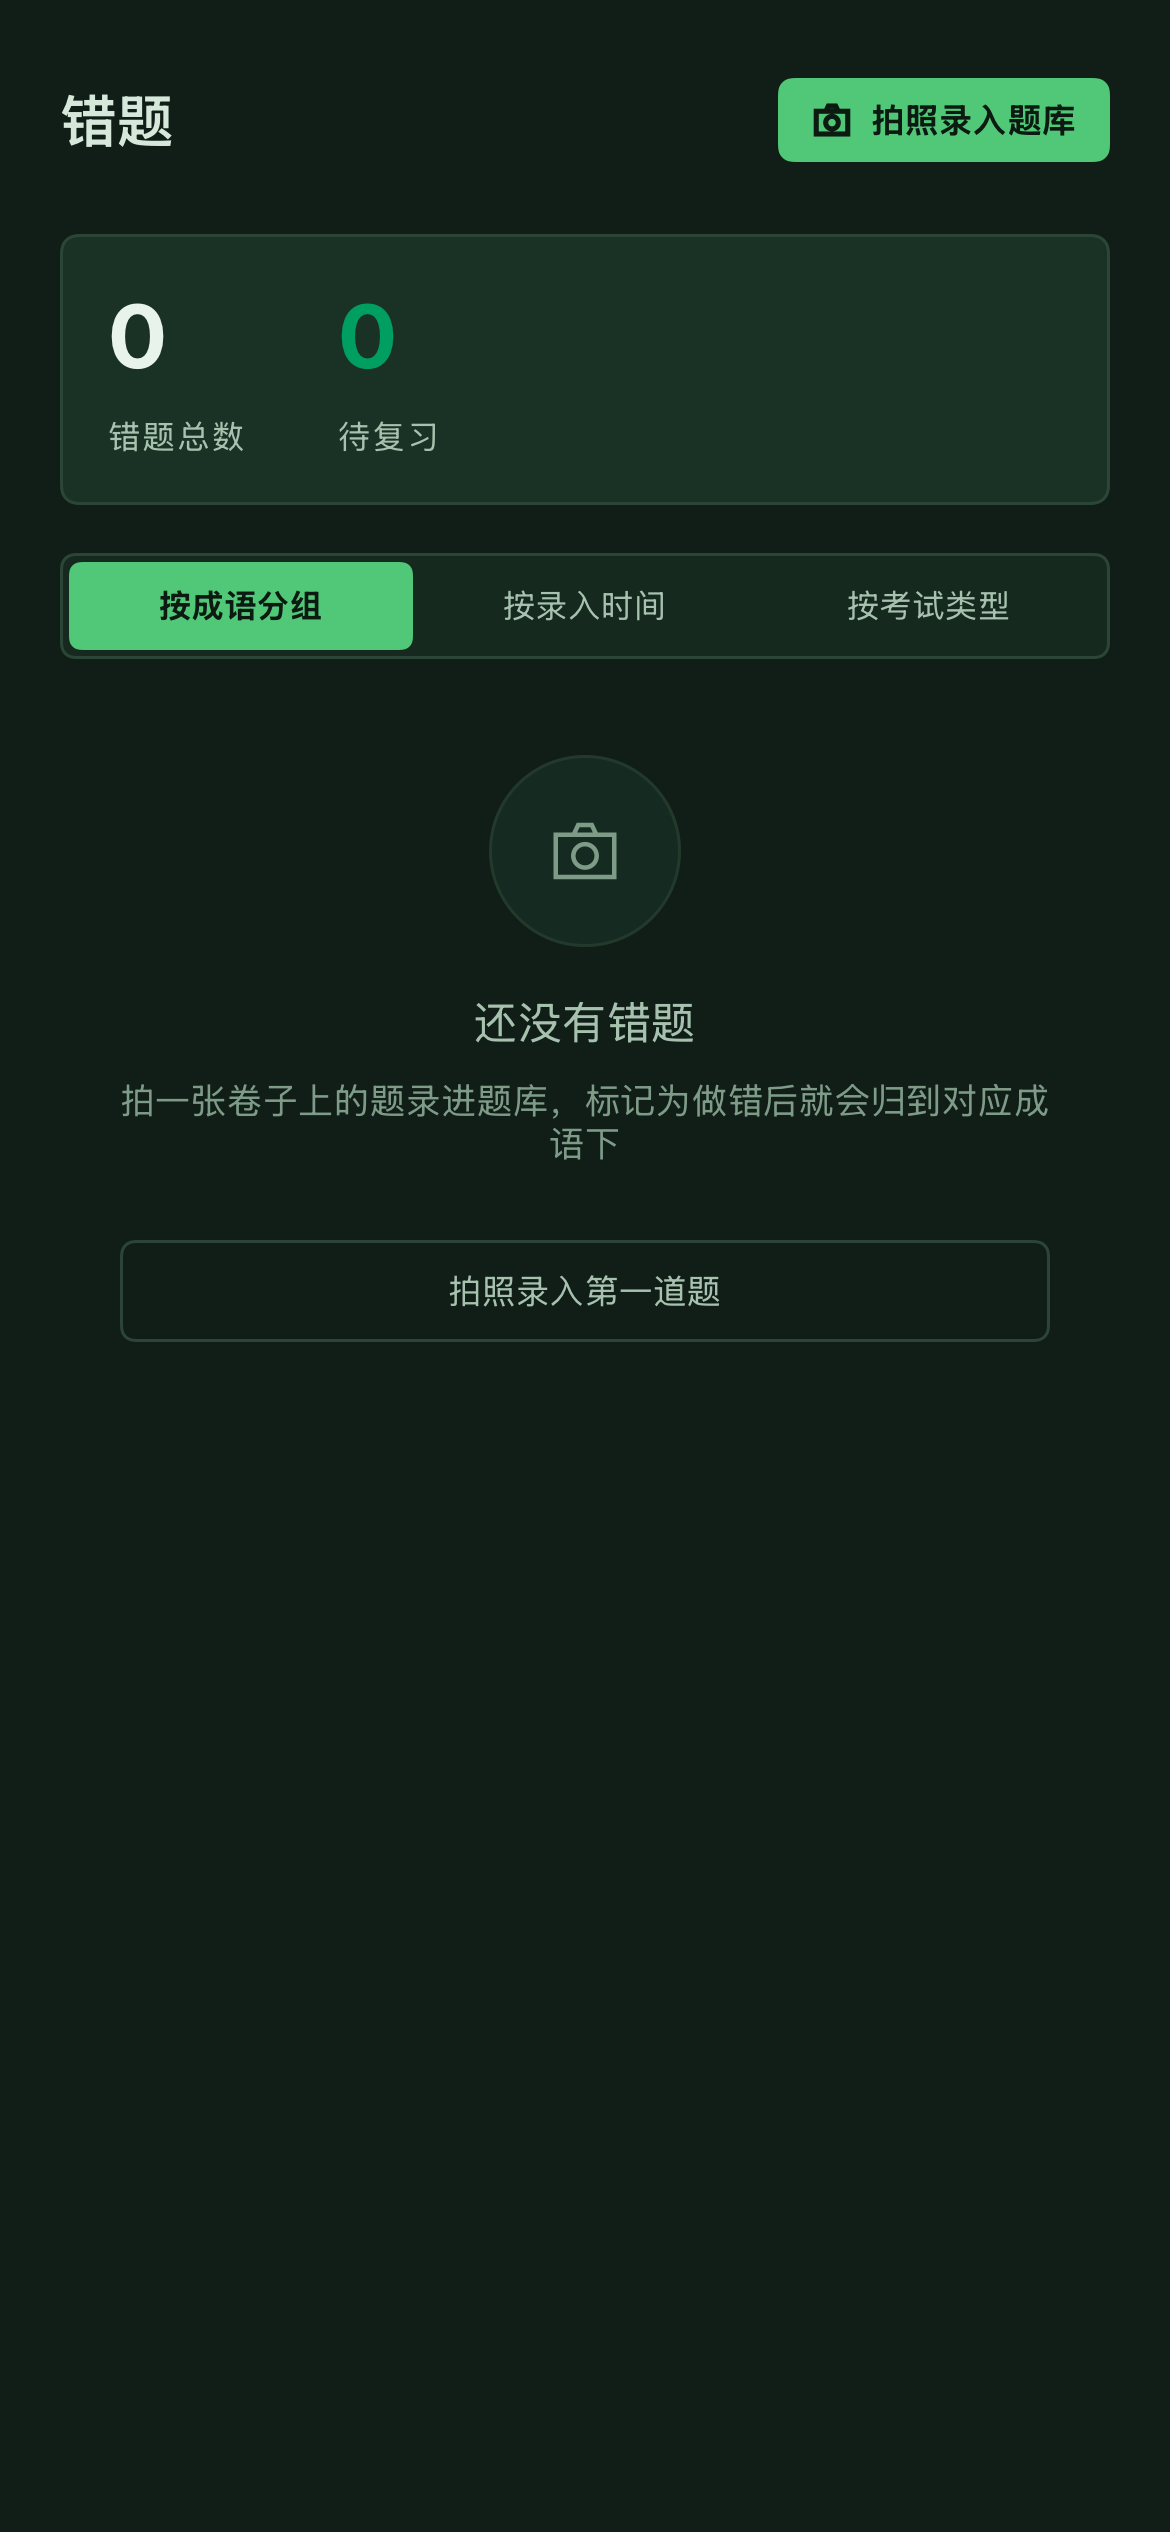 错题
拍照录入题库
0
0
错题总数
待复习
按成语分组
按录入时间
按考试类型
还没有错题
拍一张卷子上的题录进题库，标记为做错后就会归到对应成
语下
拍照录入第一道题